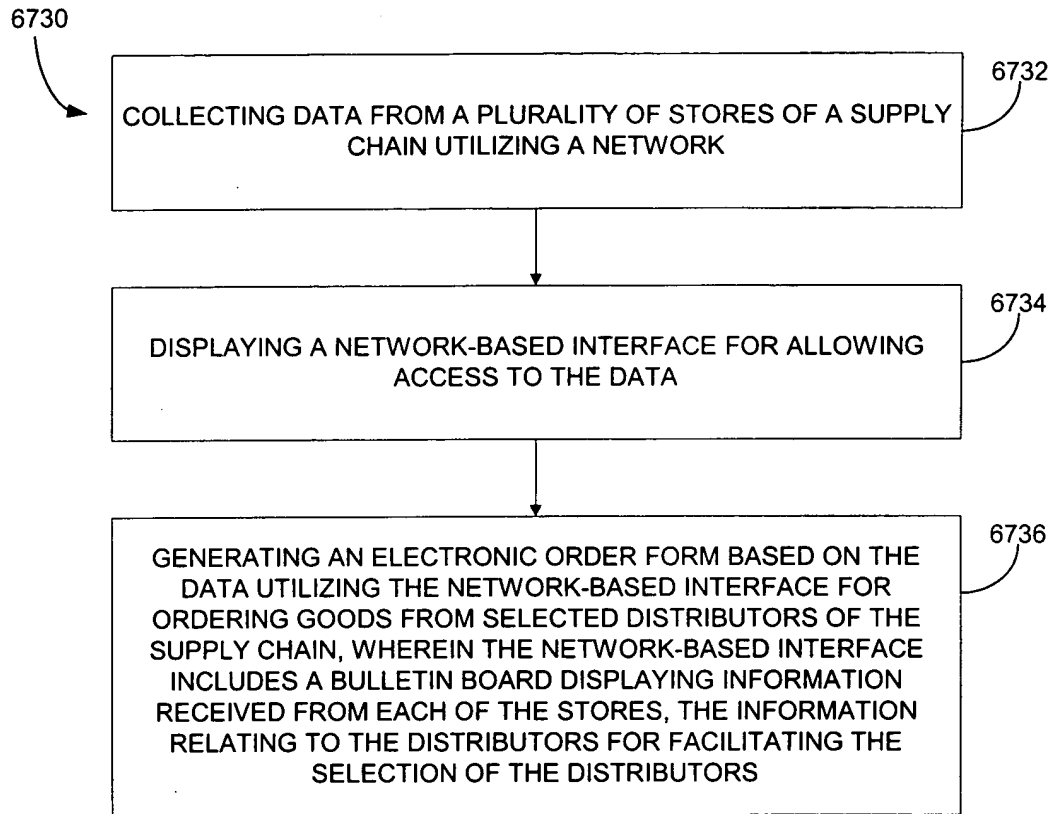 6730
6732
COLLECTING DATA FROM A PLURALITY OF STORES OF A SUPPLY
CHAIN UTILIZING A NETWORK
6734
DISPLAYING A NETWORK-BASED INTERFACE FOR ALLOWING
ACCESS TO THE DATA
6736
GENERATING AN ELECTRONIC ORDER FORM BASED ON THE
DATA UTILIZING THE NETWORK-BASED INTERFACE FOR
ORDERING GOODS FROM SELECTED DISTRIBUTORS OF THE
SUPPLY CHAIN, WHEREIN THE NETWORK-BASED INTERFACE
INCLUDES A BULLETIN BOARD DISPLAYING INFORMATION
RECEIVED FROM EACH OF THE STORES, THE INFORMATION
RELATING TO THE DISTRIBUTORS FOR FACILITATING THE
SELECTION OF THE DISTRIBUTORS